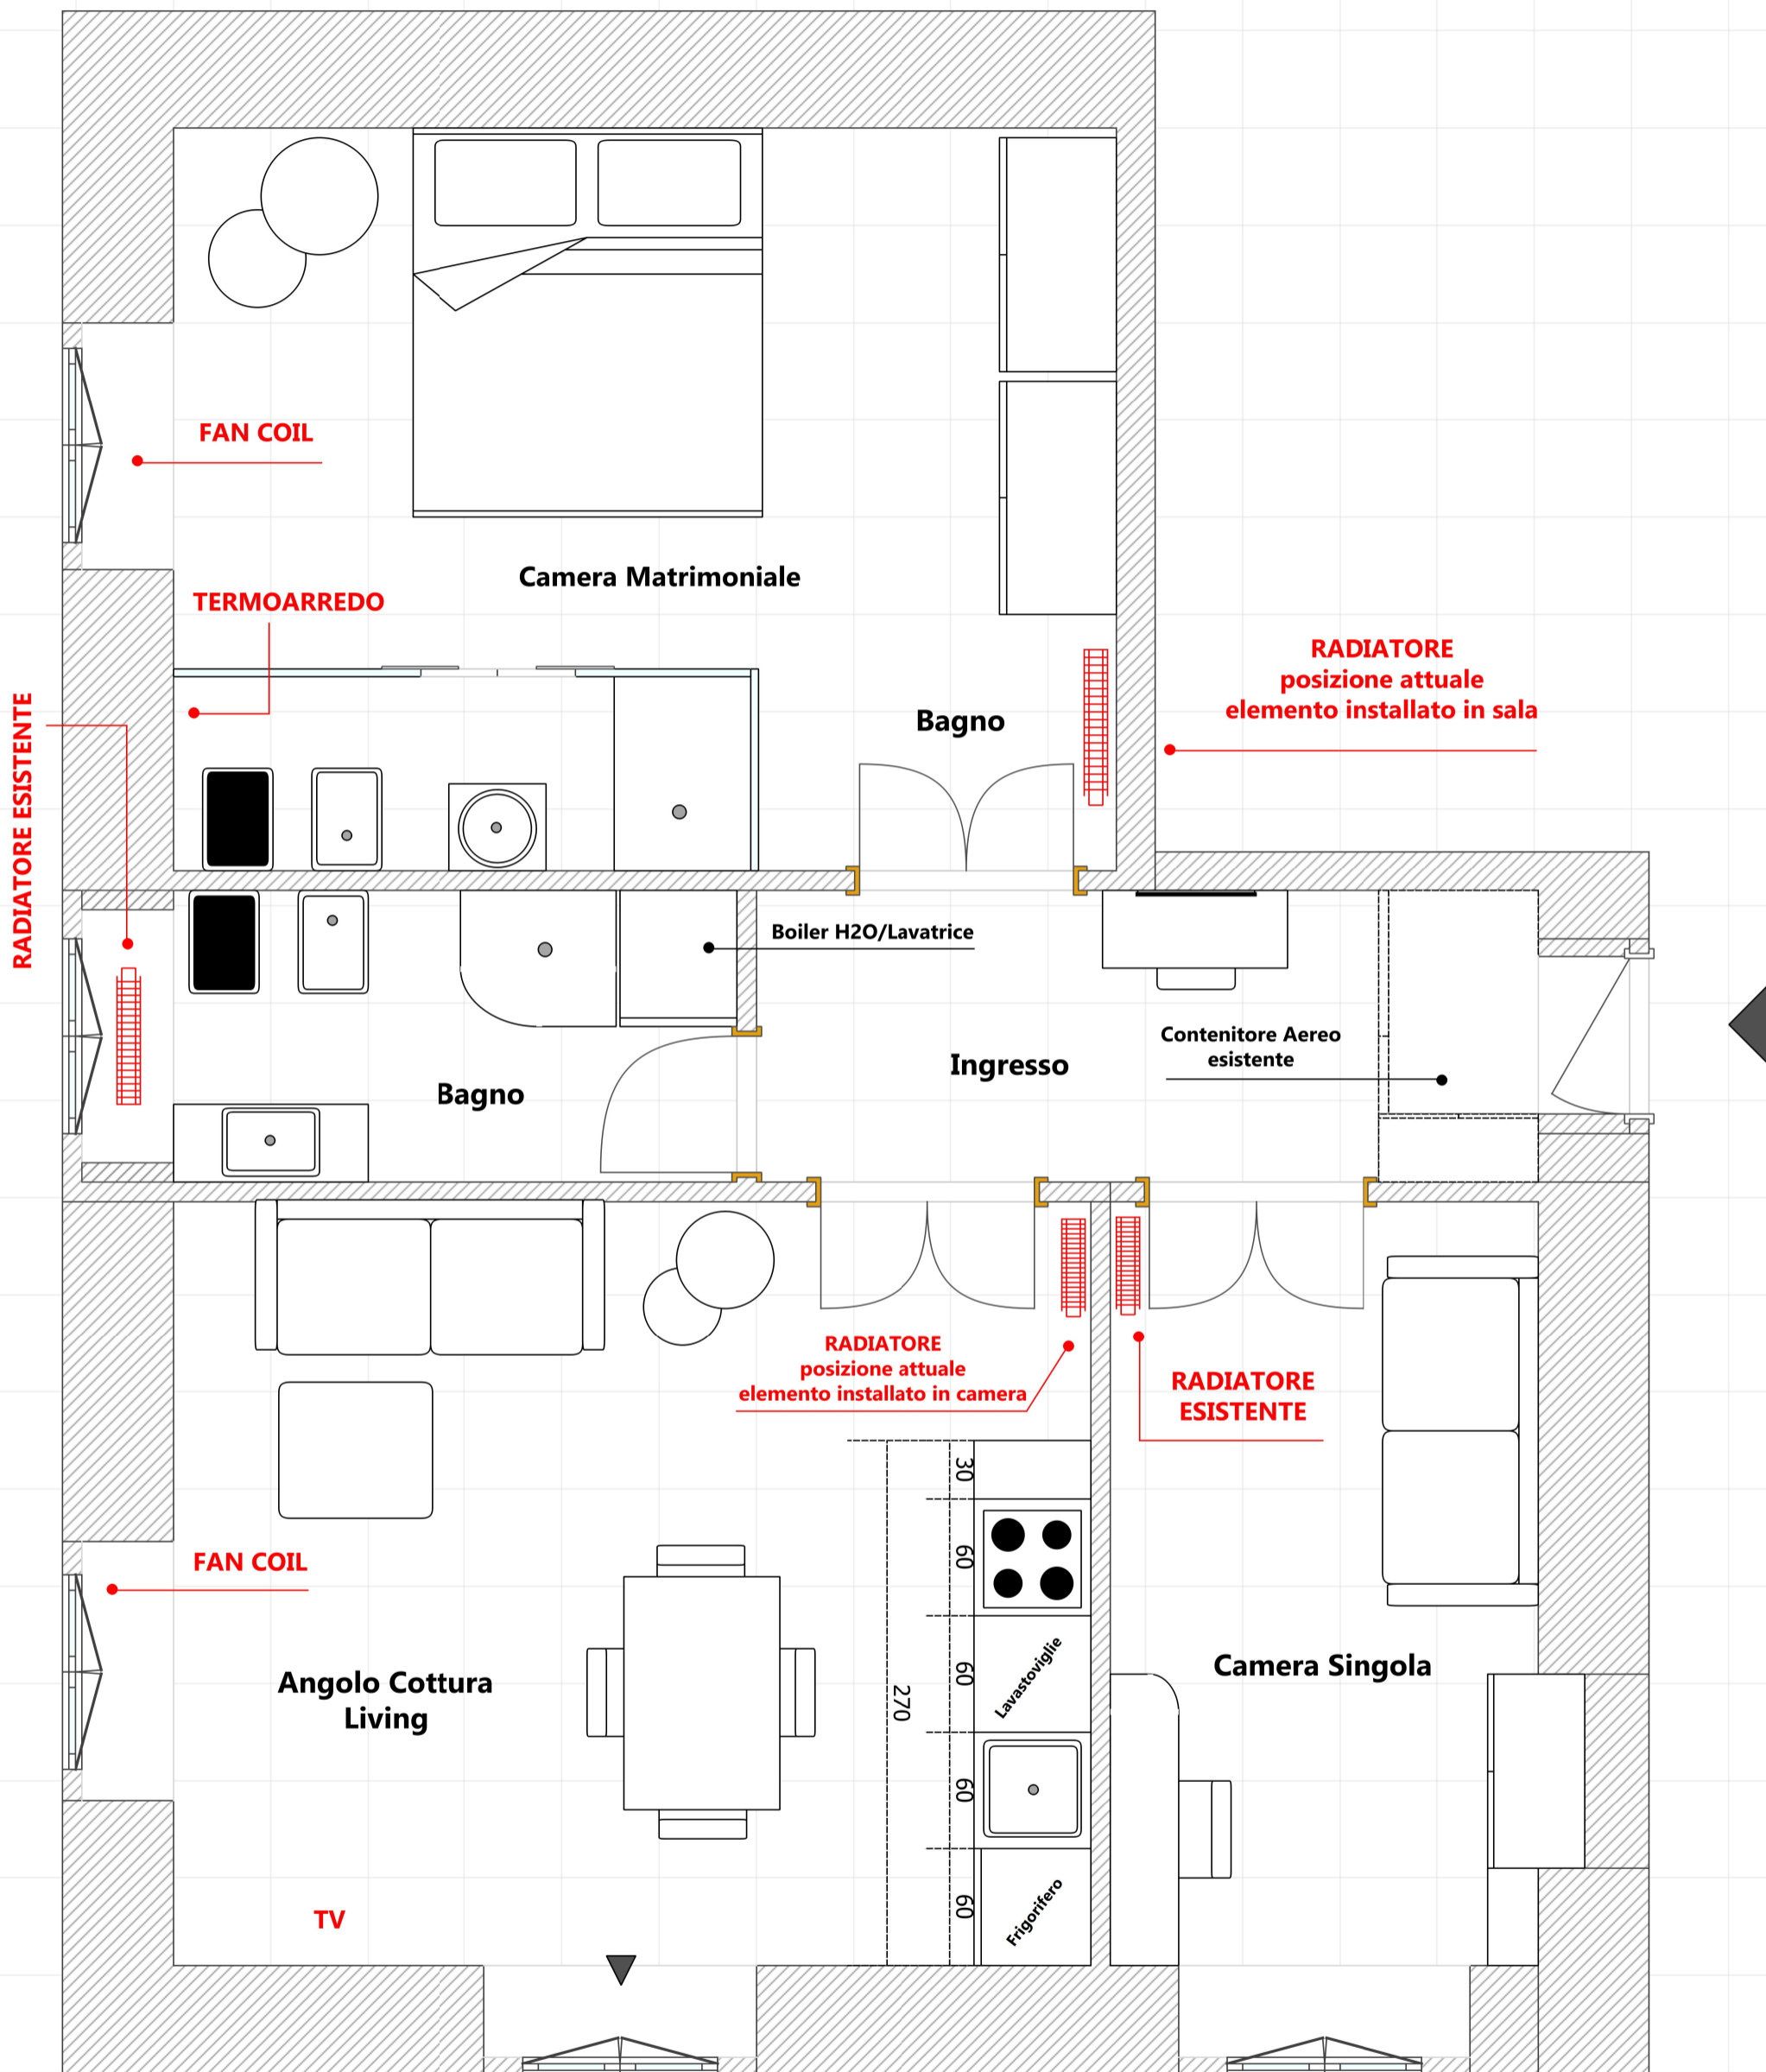 FAN COIL
Camera Matrimoniale
TERMOARREDO
RADIATORE
posizione attuale
elemento installato in sala
RADIATORE ESISTENTE
Bagno
Boiler H2O/Lavatrice
Contenitore Aereo
esistente
Ingresso
Bagno
RADIATORE
posizione attuale
elemento installato in camera
RADIATORE
ESISTENTE
30
60
FAN COIL
Lavastoviglie
60
270
Angolo Cottura
Living
Camera Singola
60
Frigorifero
60
TV